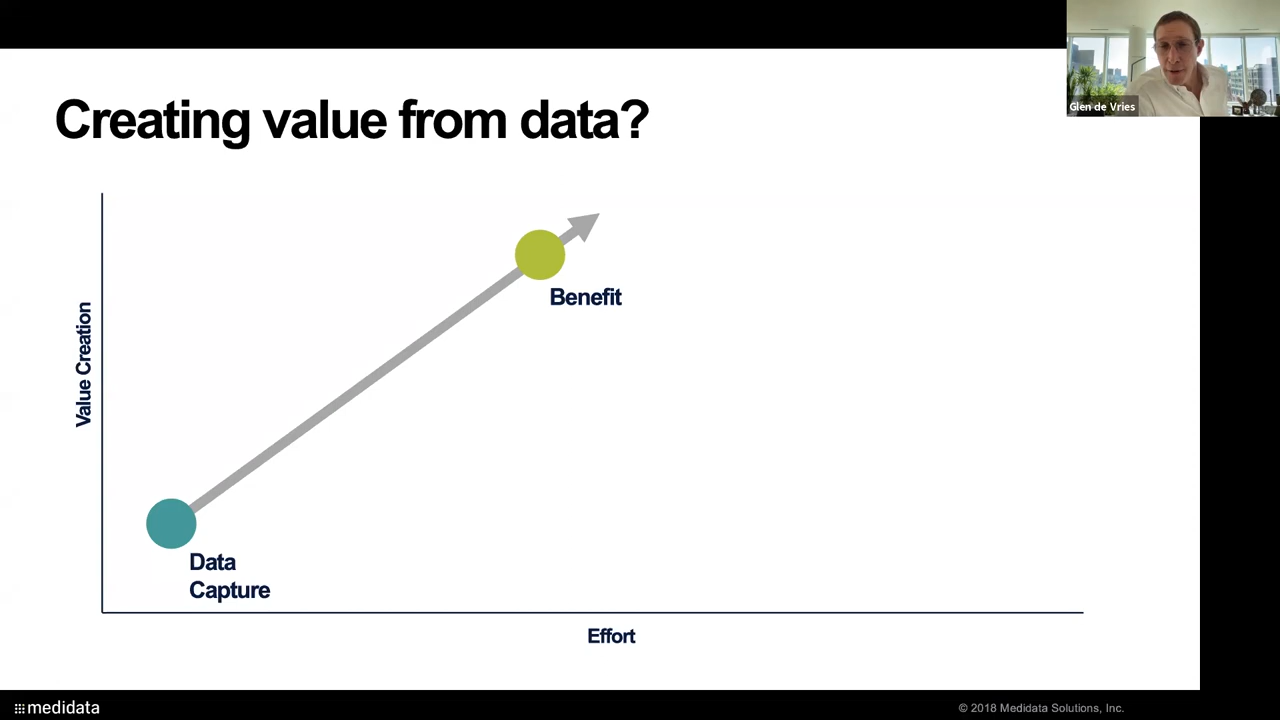 Creating value from data?
Glen de Vries
Value Creation
Benefit
Data
Capture
Effort
medidata
© 2018 Medidata Solutions, Inc.